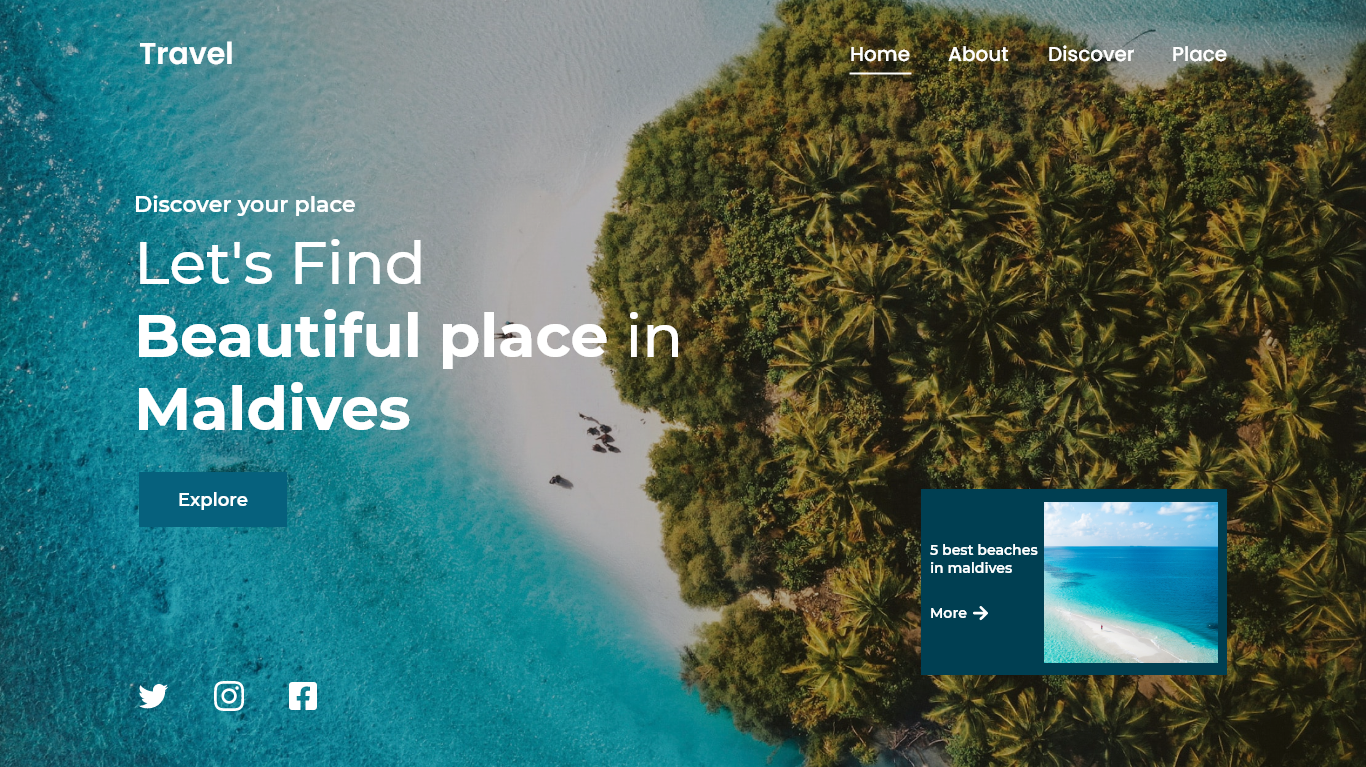 Travel
Home About Discover Place
Discover your place
Let's Find
Beautiful place in
Maldives
Explore
5 best beaches
in maldives
More